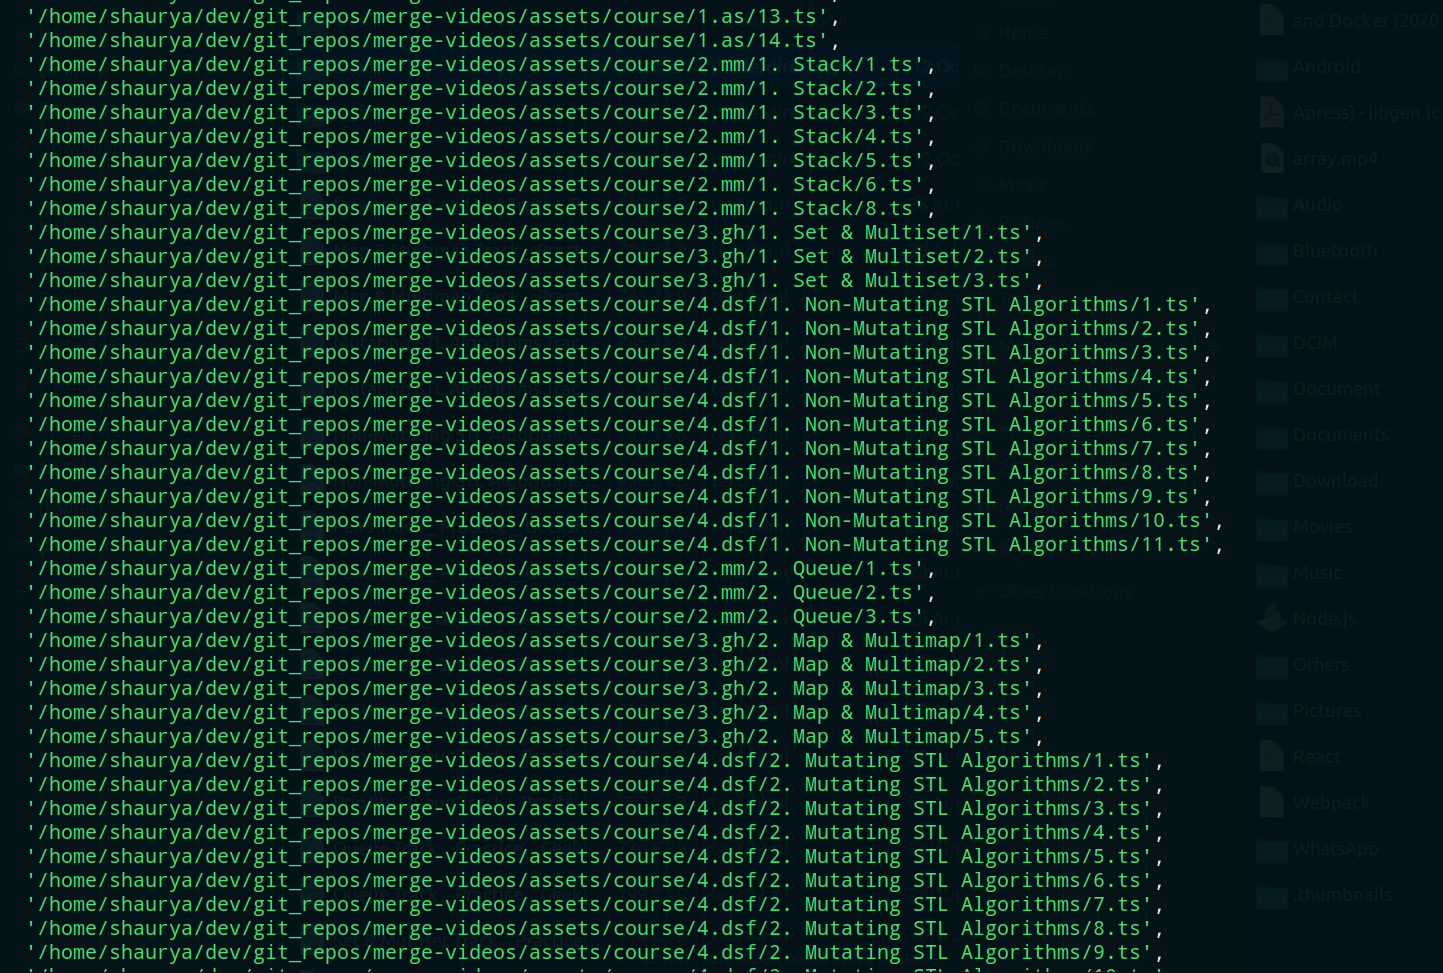 '/home/shaurya/dev/git_repos/merge-videos/assets/course/1.as/13.ts',
'/home/shaurya/dev/git_repos/merge-videos/assets/course/1.as/14.ts',
'/home/shaurya/dev/git_repos/merge-videos/assets/course/2.mm/1. Stack/1.ts',
'/home/shaurya/dev/git_repos/merge-videos/assets/course/2.mm/1. Stack/2.ts',
'/home/shaurya/dev/git_repos/merge-videos/assets/course/2.mm/1. Stack/3.ts',
'/home/shaurya/dev/git_repos/merge-videos/assets/course/2.mm/1. Stack/4.ts',
'/home/shaurya/dev/git_repos/merge-videos/assets/course/2.mm/1. Stack/5.ts',
'/home/shaurya/dev/git_repos/merge-videos/assets/course/2.mm/1. Stack/6.ts',
'/home/shaurya/dev/git_repos/merge-videos/assets/course/2.mm/1. Stack/8.ts',
'/home/shaurya/dev/git_repos/merge-videos/assets/course/3.gh/1. Set & Multiset/1.ts',
'/home/shaurya/dev/git_repos/merge-videos/assets/course/3.gh/1. Set & Multiset/2.ts',
'/home/shaurya/dev/git_repos/merge-videos/assets/course/3.gh/1. Set & Multiset/3.ts',
'/home/shaurya/dev/git_repos/merge-videos/assets/course/4.dsf/1. Non-Mutating STL Algorithms/1.ts',
'/home/shaurya/dev/git_repos/merge-videos/assets/course/4.dsf/1. Non-Mutating STL Algorithms/2.ts',
'/home/shaurya/dev/git_repos/merge-videos/assets/course/4.dsf/1. Non-Mutating STL Algorithms/3.ts',
'/home/shaurya/dev/git_repos/merge-videos/assets/course/4.dsf/1. Non-Mutating STL Algorithms/4.ts',
'/home/shaurya/dev/git_repos/merge-videos/assets/course/4.dsf/1. Non-Mutating STL Algorithms/5.ts',
'/home/shaurya/dev/git_repos/merge-videos/assets/course/4.dsf/1. Non-Mutating STL Algorithms/6.ts',
'/home/shaurya/dev/git_repos/merge-videos/assets/course/4.dsf/1. Non-Mutating STL Algorithms/7.ts',
'/home/shaurya/dev/git_repos/merge-videos/assets/course/4.dsf/1. Non-Mutating STL Algorithms/8.ts',
'/home/shaurya/dev/git_repos/merge-videos/assets/course/4.dsf/1. Non-Mutating STL Algorithms/9.ts',
'/home/shaurya/dev/git_repos/merge-videos/assets/course/4.dsf/1. Non-Mutating STL Algorithms/10.ts',
'/home/shaurya/dev/git_repos/merge-videos/assets/course/4.dsf/1. Non-Mutating STL Algorithms/11.ts',
'/home/shaurya/dev/git_repos/merge-videos/assets/course/2.mm/2. Queue/1.ts',
'/home/shaurya/dev/git_repos/merge-videos/assets/course/2.mm/2. Queue/2.ts',
'/home/shaurya/dev/git_repos/merge-videos/assets/course/2.mm/2. Queue/3.ts',
'/home/shaurya/dev/git_repos/merge-videos/assets/course/3.gh/2. Map & Multimap/1.ts',
'/home/shaurya/dev/git_repos/merge-videos/assets/course/3.gh/2. Map & Multimap/2.ts',
'/home/shaurya/dev/git_repos/merge-videos/assets/course/3.gh/2. Map & Multimap/3.ts',
'/home/shaurya/dev/git_repos/merge-videos/assets/course/3.gh/2. Map & Multimap/4.ts',
'/home/shaurya/dev/git_repos/merge-videos/assets/course/3.gh/2. Map & Multimap/5.ts',
'/home/shaurya/dev/git_repos/merge-videos/assets/course/4.dsf/2. Mutating STL Algorithms/1.ts',
'/home/shaurya/dev/git_repos/merge-videos/assets/course/4.dsf/2. Mutating STL Algorithms/2.ts',
'/home/shaurya/dev/git_repos/merge-videos/assets/course/4.dsf/2. Mutating STL Algorithms/3.ts',
'/home/shaurya/dev/git_repos/merge-videos/assets/course/4.dsf/2. Mutating STL Algorithms/4.ts',
'/home/shaurya/dev/git_repos/merge-videos/assets/course/4.dsf/2. Mutating STL Algorithms/5.ts',
'/home/shaurya/dev/git_repos/merge-videos/assets/course/4.dsf/2. Mutating STL Algorithms/6.ts',
'/home/shaurya/dev/git_repos/merge-videos/assets/course/4.dsf/2. Mutating STL Algorithms/7.ts',
'/home/shaurya/dev/git_repos/merge-videos/assets/course/4.dsf/2. Mutating STL Algorithms/8.ts',
'/home/shaurya/dev/git_repos/merge-videos/assets/course/4.dsf/2. Mutating STL Algorithms/9.ts',
Home
Desktop
Documents
Downloads
Music
Pictures
Other Locations
and Docker (2020
Android
Apress) - libgen.lc
array.mp4
Audio
Bluetooth
Contact
DCIM
Document
Documents
Download
Movies
Music
Node.js
Others
Pictures
React
Webpack
WhatsApp
.thumbnails